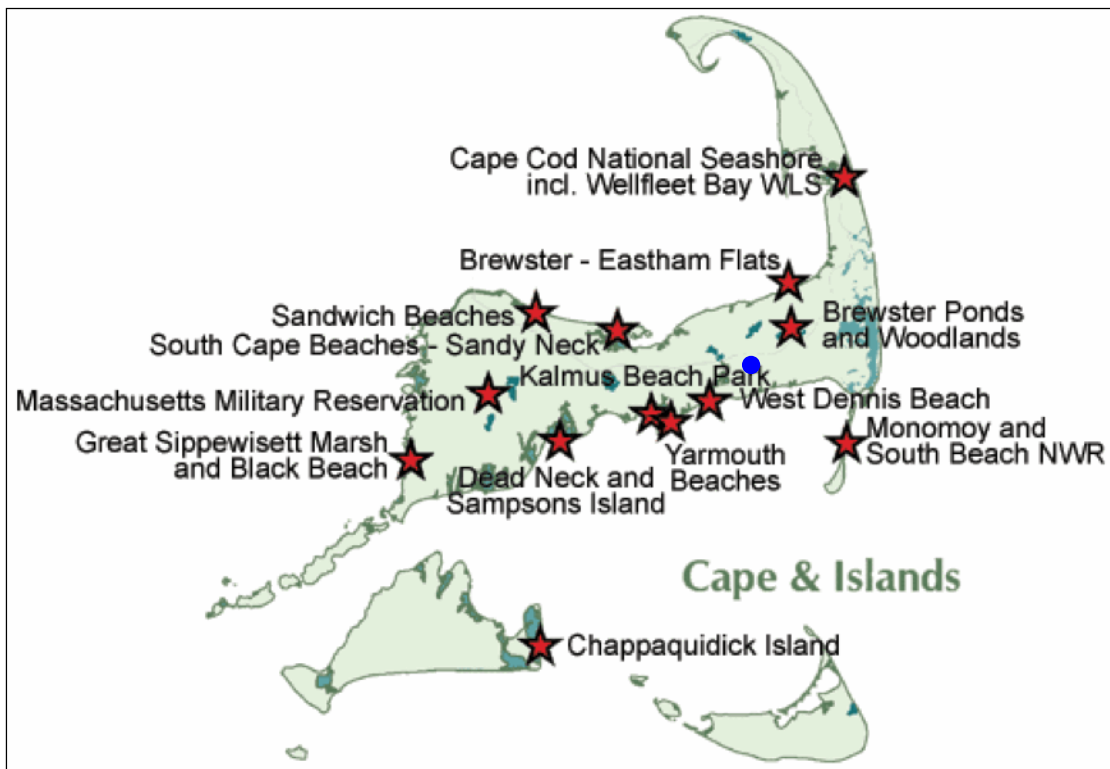 Cape Cod National Seashore
incl. Wellfleet Bay WLS
Brewster - Eastham Flats
Sandwich Beaches
Brewster Ponds
and Woodlands
South Cape Beaches - Sandy Neck
Kalmus Beach Park
Massachusetts Military Reservation
West Dennis Beach
Great Sippewisett Marsh
and Black Beach
Monomoy and
South Beach NWR
Yarmouth
Beaches
Dead Neck and
Sampsons Island
Cape & Islands
Chappaquidick Island